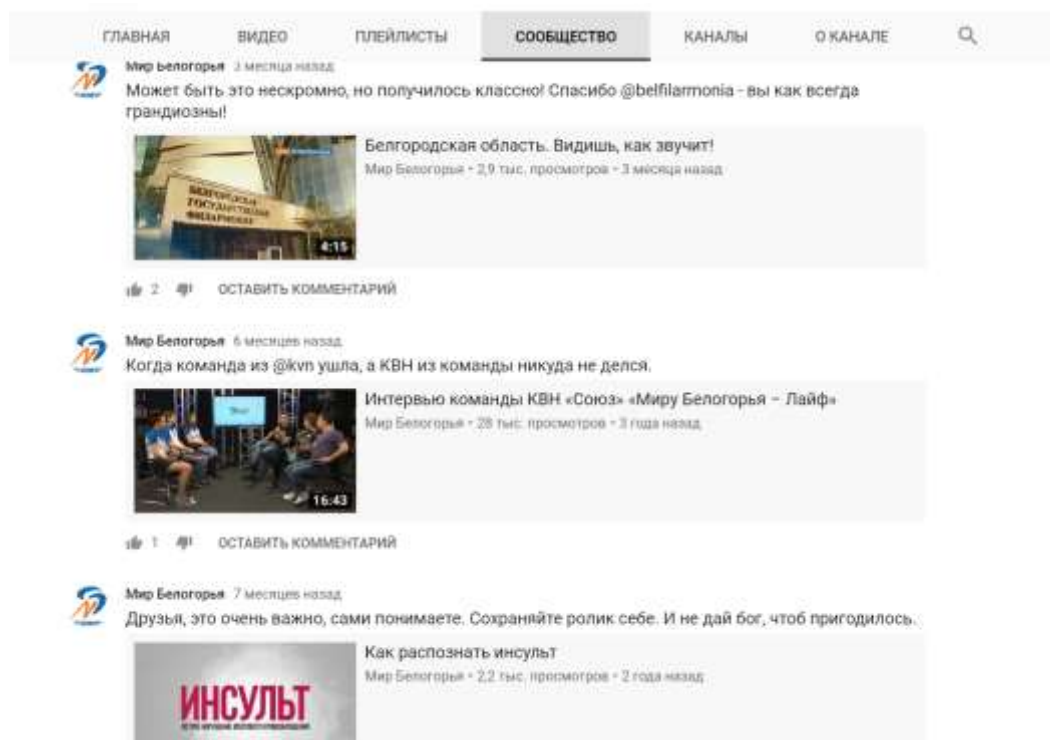 ГЛАВНАЯ ВИДЕО ПЛЕЙЛИСТЫ СООБЩЕСТВО КАНАЛЫ О КАНАЛЕ
Мир Белогорья 3 месяца назад
Может быть это нескромно, но получилось классно! Спасибо @belfilarmonia - вы как всегда
грандиозны!
Белгородская область. Видишь, как звучит!
Мир Белогорья • 2,9 тыс. просмотров • 3 месяца назад
БЕЛГОРОДСКАЯ
ГОСУДАРСТВЕННАЯ
ФИЛАРМОНИЯ
4:15
2 ОСТАВИТЬ КОММЕНТАРИЙ
Мир Белогорья 6 месяцев назад
Когда команда из @kvn ушла, а КВН из команды никуда не делся.
Интервью команды КВН «Союз» «Миру Белогорья – Лайф»
Мир Белогорья • 28 тыс. просмотров • 3 года назад
16:43
1 ОСТАВИТЬ КОММЕНТАРИЙ
Мир Белогорья 7 месяцев назад
Друзья, это очень важно, сами понимаете. Сохраняйте ролик себе. И не дай бог, чтоб пригодилось.
Как распознать инсульт
Мир Белогорья • 2,2 тыс. просмотров • 2 года назад
ИНСУЛЬТ